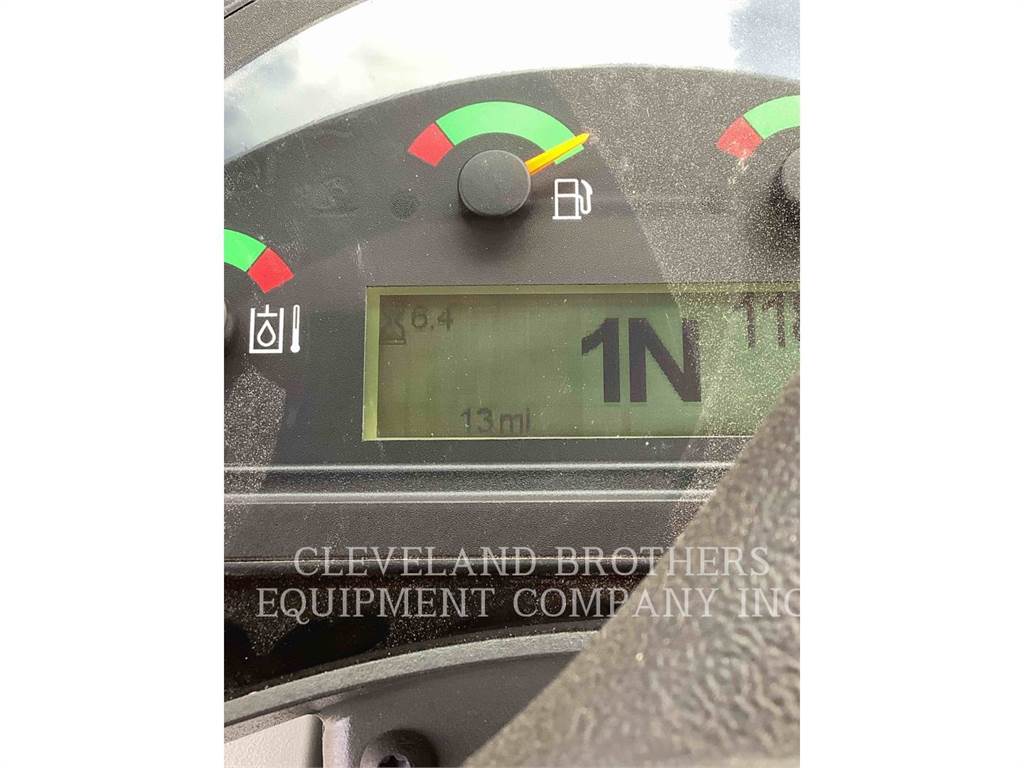 6.4
1N
13 mi
CLEVELAND BROTHERS
EQUIPMENT COMPANY INC